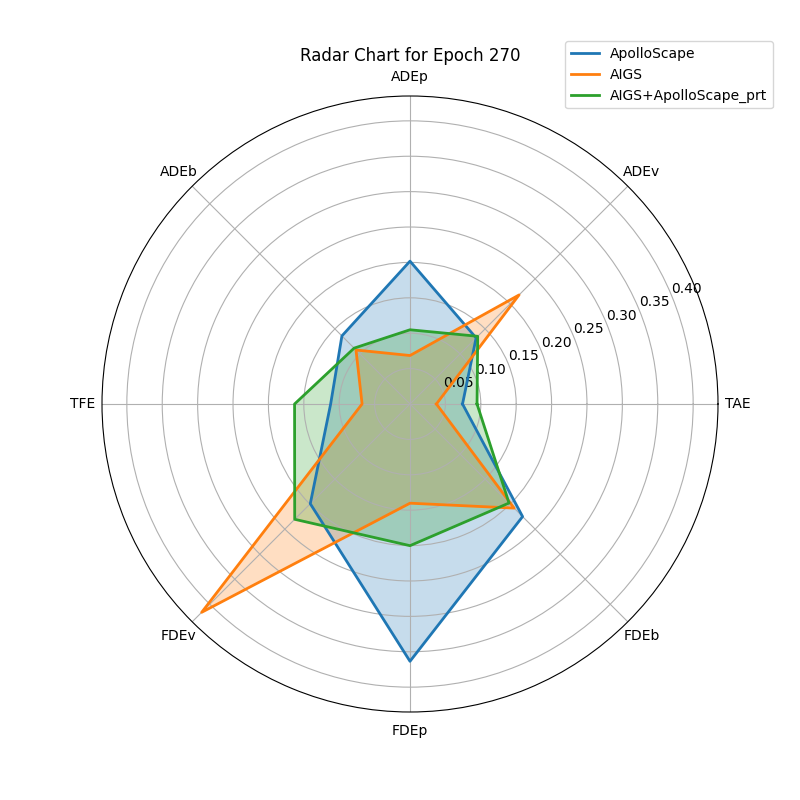 Radar Chart for Epoch 270
ApolloScape
AIGS
AIGS+ApolloScape_prt
ADEp
ADEb
ADEv
0.40
0.35
0.30
0.25
0.20
0.15
0.10
0.05
TFE
TAE
FDEv
FDEb
FDEp